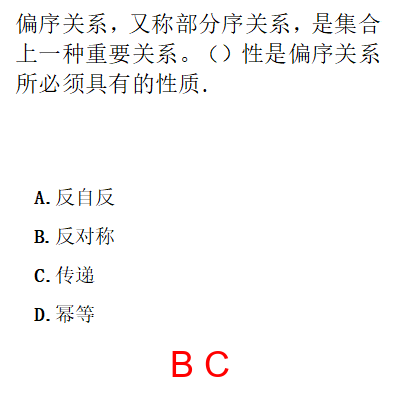 偏序关系，又称部分序关系，是集合
上一种重要关系。（）性是偏序关系
所必须具有的性质.
A.反自反
B.反对称
C.传递
D.幂等
B C